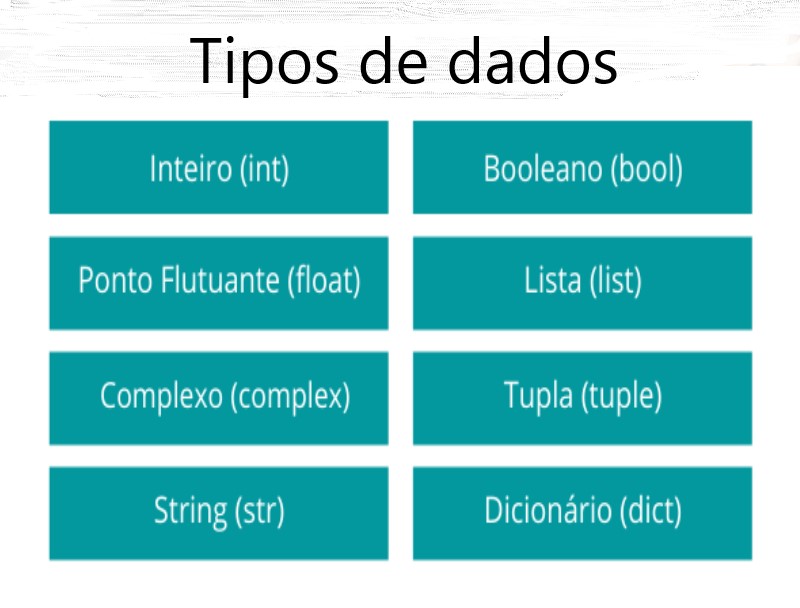 Tipos de dados
Inteiro (int)
Booleano (bool)
Ponto Flutuante (float)
Lista (list)
Complexo (complex)
Tupla (tuple)
String (str)
Dicionário (dict)